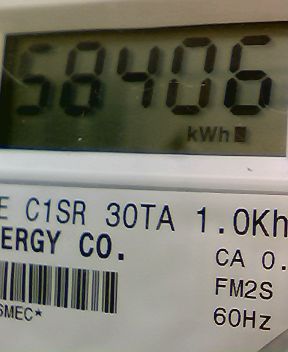 58406
kWh
E C1SR 30TA 1.0Kh
ERGY CO.
CA 0.
FM2S
SMEC*
60Hz